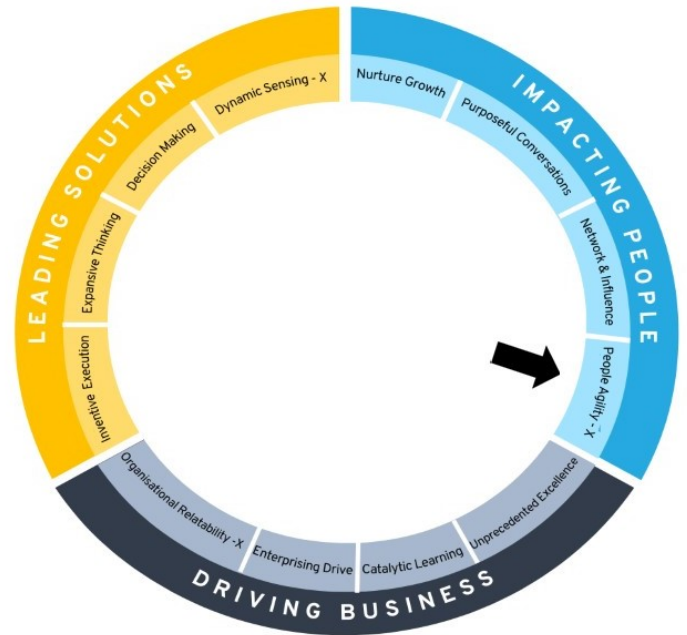 LEADING SOLUTIONS
Dynamic Sensing - X
Decision Making
Expansive Thinking
Inventive Execution
IMPACTING PEOPLE
Nurture Growth
Purposeful Conversations
Network & Influence
People Agility - X
DRIVING BUSINESS
Organisational Relatability -X
Enterprising Drive
Catalytic Learning
Unprecedented Excellence